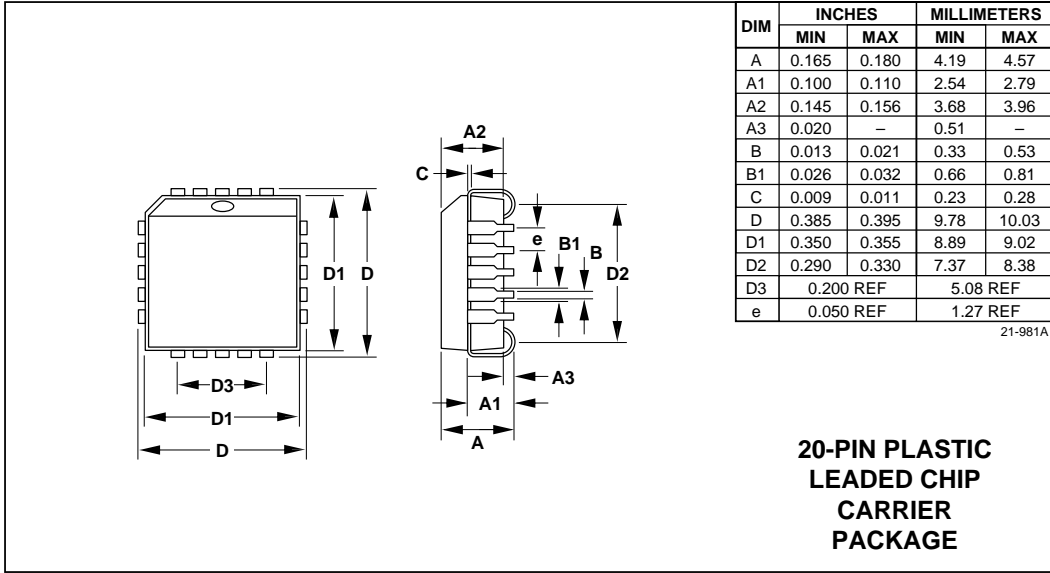 DIM INCHES MILLIMETERS
MIN MAX MIN MAX
A 0.165 0.180 4.19 4.57
A1 0.100 0.110 2.54 2.79
A2 0.145 0.156 3.68 3.96
A3 0.020 – 0.51 –
B 0.013 0.021 0.33 0.53
B1 0.026 0.032 0.66 0.81
C 0.009 0.011 0.23 0.28
D 0.385 0.395 9.78 10.03
D1 0.350 0.355 8.89 9.02
D2 0.290 0.330 7.37 8.38
D3 0.200 REF 5.08 REF
e 0.050 REF 1.27 REF
21-981A
A2
C
e B1 B
D1 D D2
D3
A3
A1
D1
A
D
20-PIN PLASTIC
LEADED CHIP
CARRIER
PACKAGE